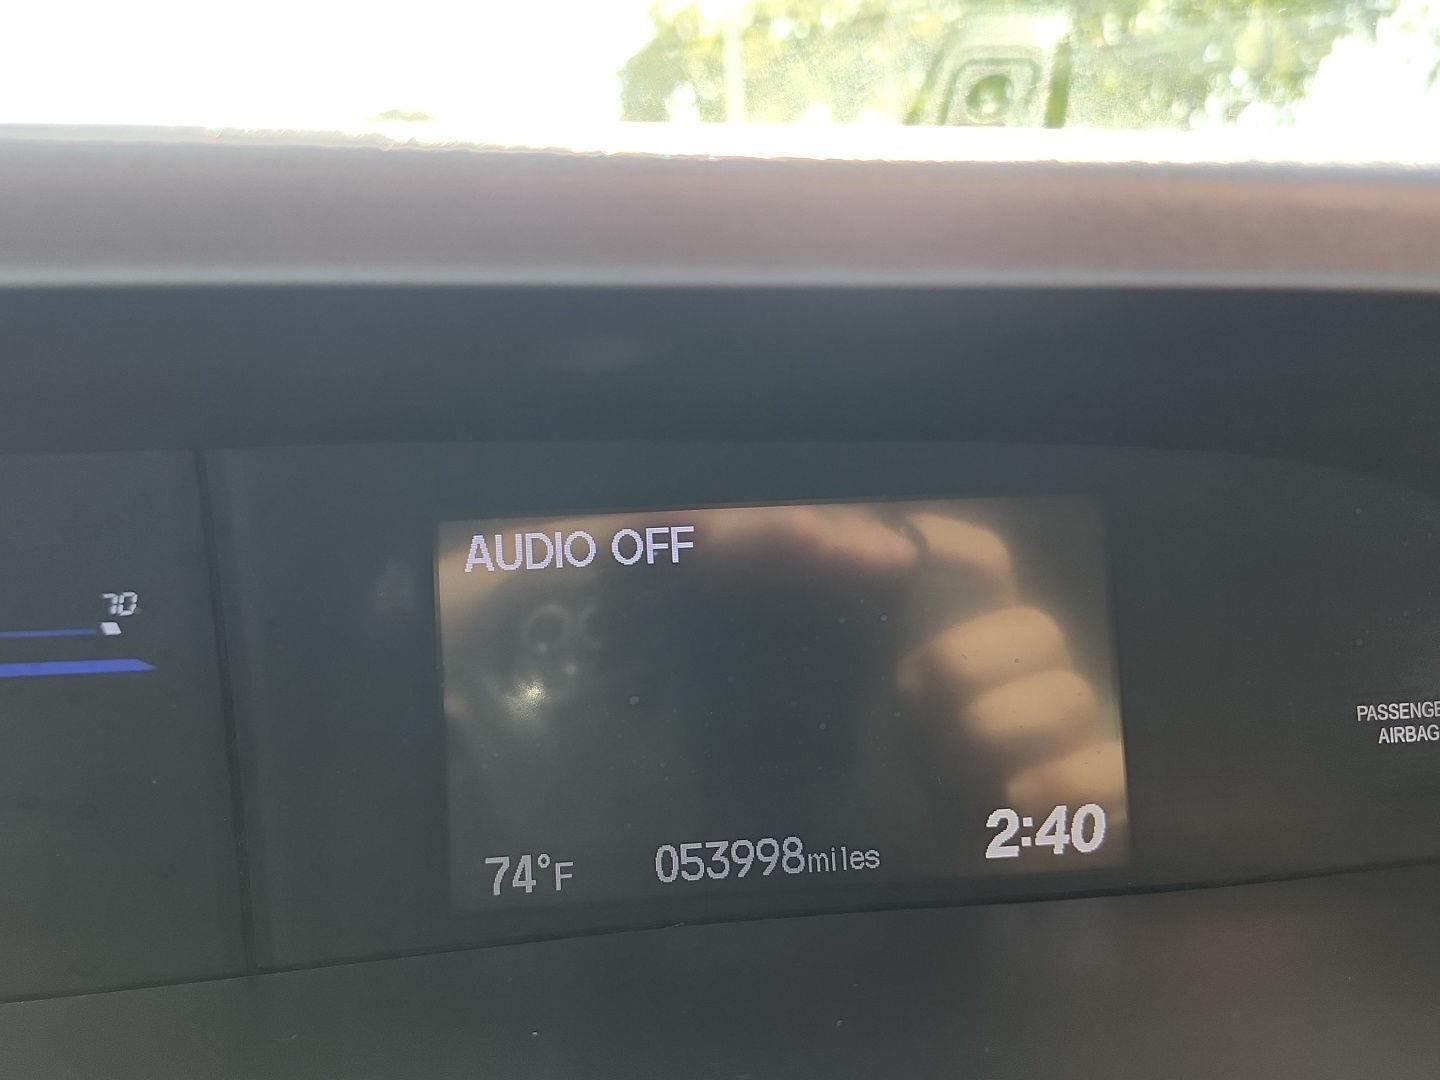 AUDIO OFF
70
PASSENGE
AIRBAG
74°F 053998miles 2:40